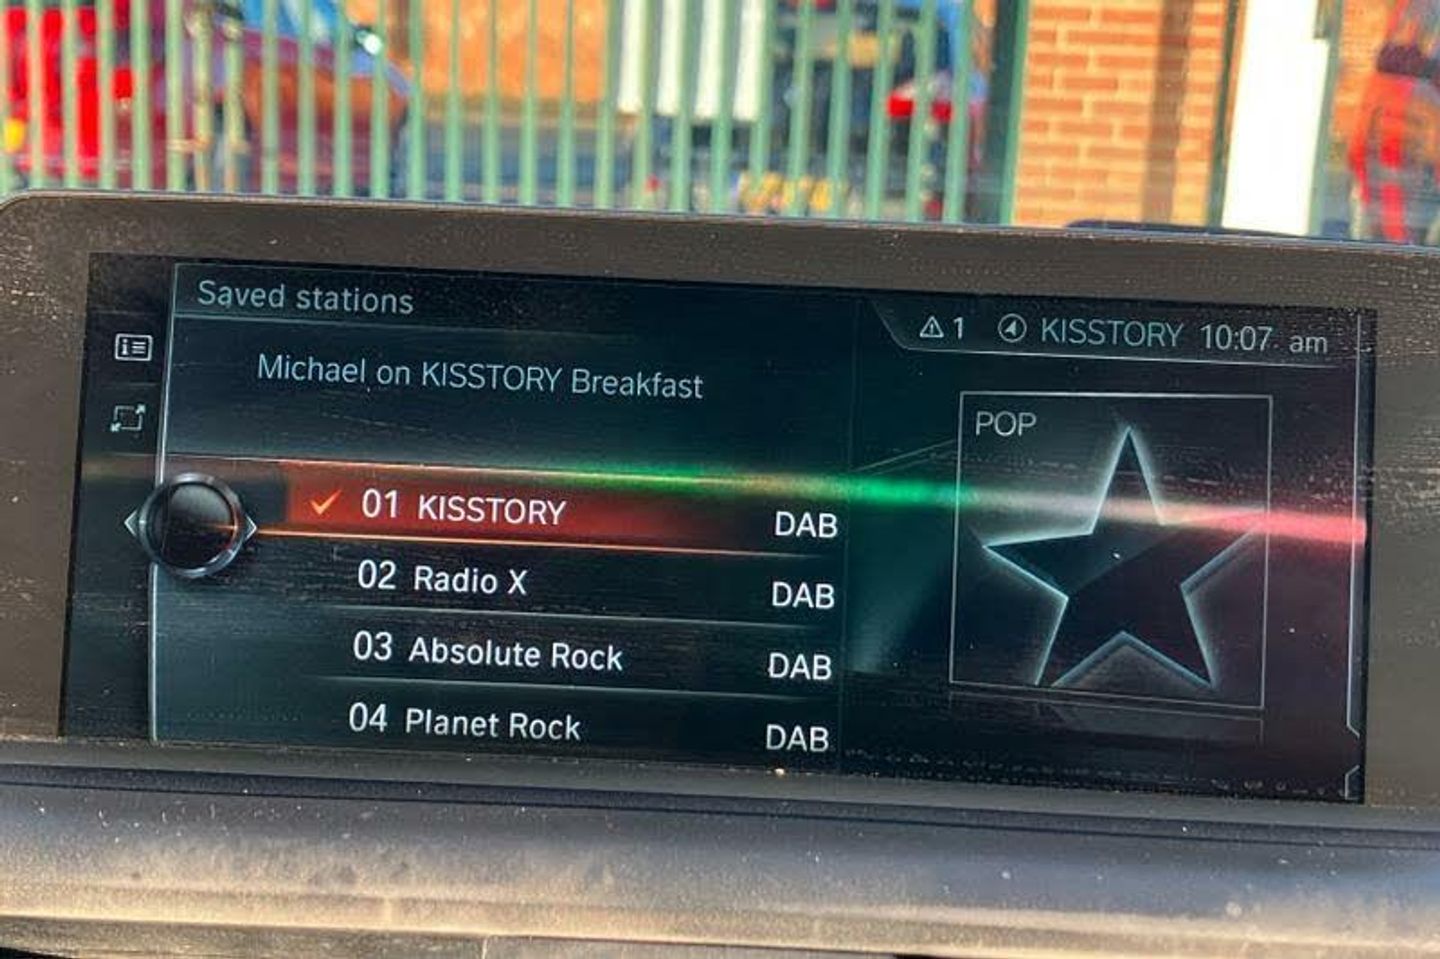 Saved stations
1 KISSTORY 10:07 am
Michael on KISSTORY Breakfast
POP
01 KISSTORY DAB
02 Radio X DAB
03 Absolute Rock DAB
04 Planet Rock DAB